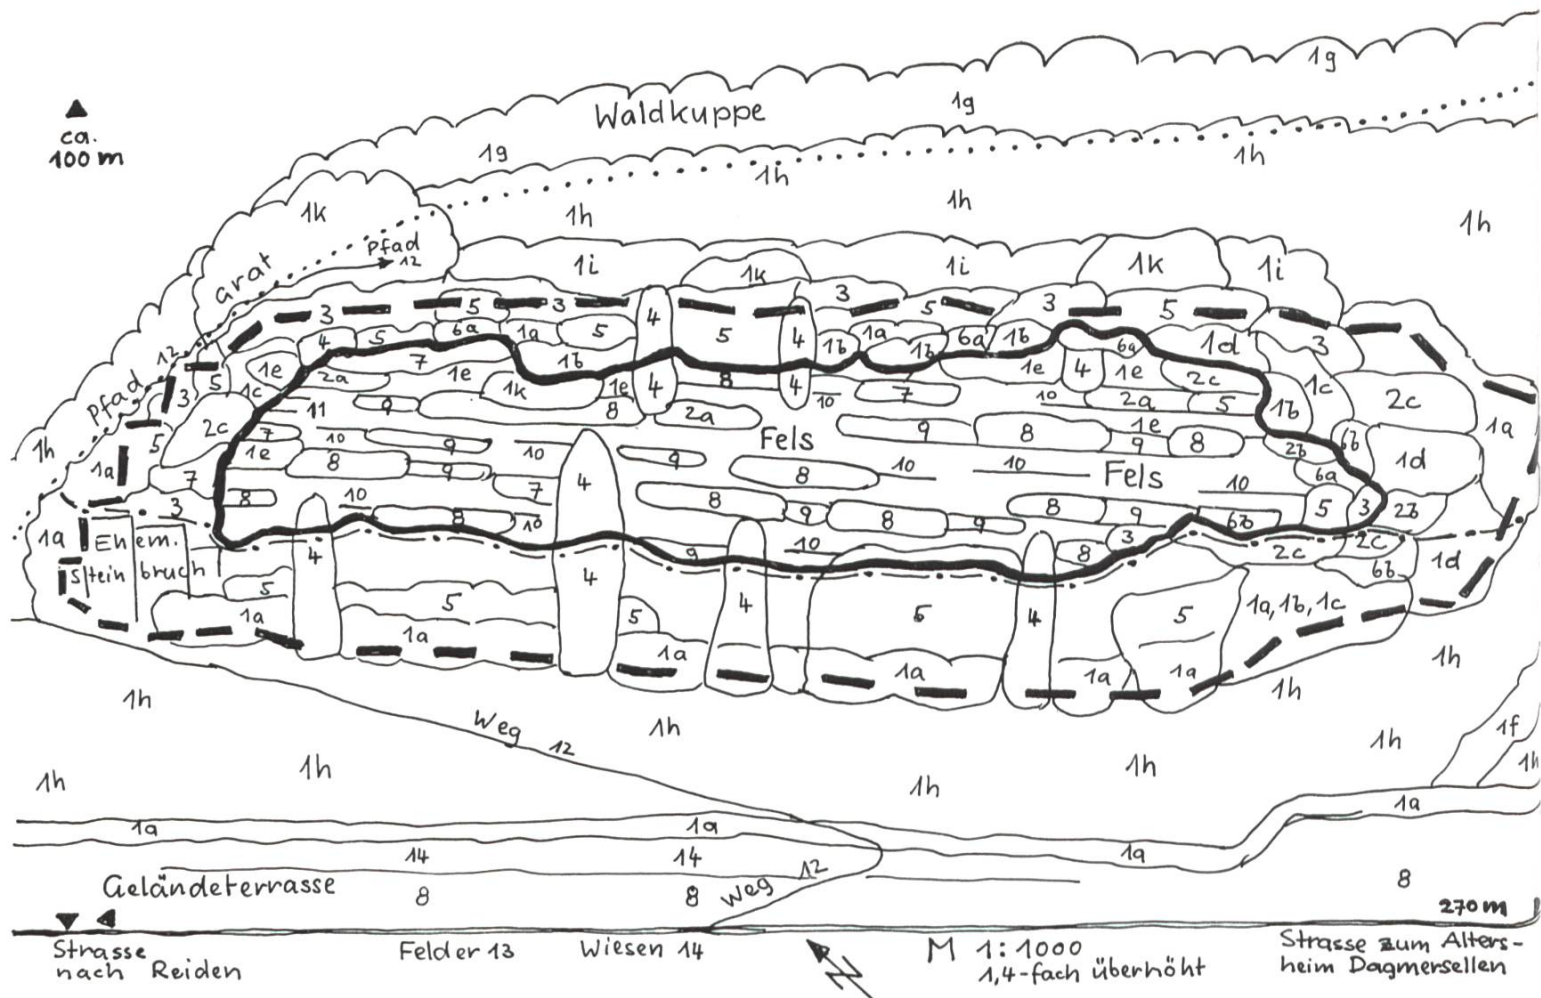 1g
Waldkuppe 1g
1g
▲
ca.
100 m
1h
1h
1k 1h 1h 1h
Pfad
12
Grat
1i 1k 1i 1k 1i
3 5 3 4 5 4 3 5 3 5
4 5 6a 1a 5 1b 1a 1b 6a 1b 6a 1d 3
12
Pfad
3 5 1e 7 1e 1b
1c 2a 1k 1e 4 8 4 10 7 1e 4 1e 2c 1c 2c
11 9 8 2a 10 2a 5 1b 1a
1h 5 2c 7 10 9 Fels 9 8 1e 9 8 2b 6b
1a 1e 8 9 10 9 8 10 10 Fels 6a 1d
7 7 4 10
3 8 10 8 10 8 9 8 9 8 9 6b 5 3 2b
1a Ehem. 4 9 10 8 3 2c 2c 1d
Steinbruch 6b
5 5 4 5 4 6 4 5 1a, 1b, 1c
1a 1a 1a 1a 1a 1a
1h
1h Weg 12 1h 1h
1h 1f
1h 1h 1h 1h 1h
1a 1a 1a 1a
14 14
Geländeterrasse 8 8 Weg 12 8
270 m
Strasse
nach Reiden
Felder 13 Wiesen 14
M 1:1000
1,4-fach überhöht
Strasse zum Alters-
heim Dagmersellen